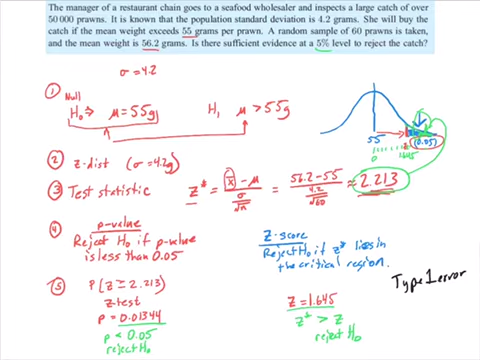 The manager of a restaurant chain goes to a seafood wholesaler and inspects a large catch of over
50 000 prawns. It is known that the population standard deviation is 4.2 grams. She will buy the
catch if the mean weight exceeds 55 grams per prawn. A random sample of 60 prawns is taken,
and the mean weight is 56.2 grams. Is there sufficient evidence at a 5% level to reject the catch?
σ = 4.2
① Null
H₀ ⇒ μ = 55g
H₁ μ > 55g
55
(0.05)
0
1.645
② z-dist (σ = 4.2g)
③ Test statistic
z* = x̄ - μ / σ/√n = 56.2 - 55 / 4.2/√60 ≈ 2.213
④ p-value
Reject H₀ if p-value
is less than 0.05
z-score
Reject H₀ if z* lies in
the critical region.
Type 1 error
⑤ P(z ≥ 2.213)
z-test
p = 0.01344
p < 0.05
reject H₀
z = 1.645
z* > z
reject H₀